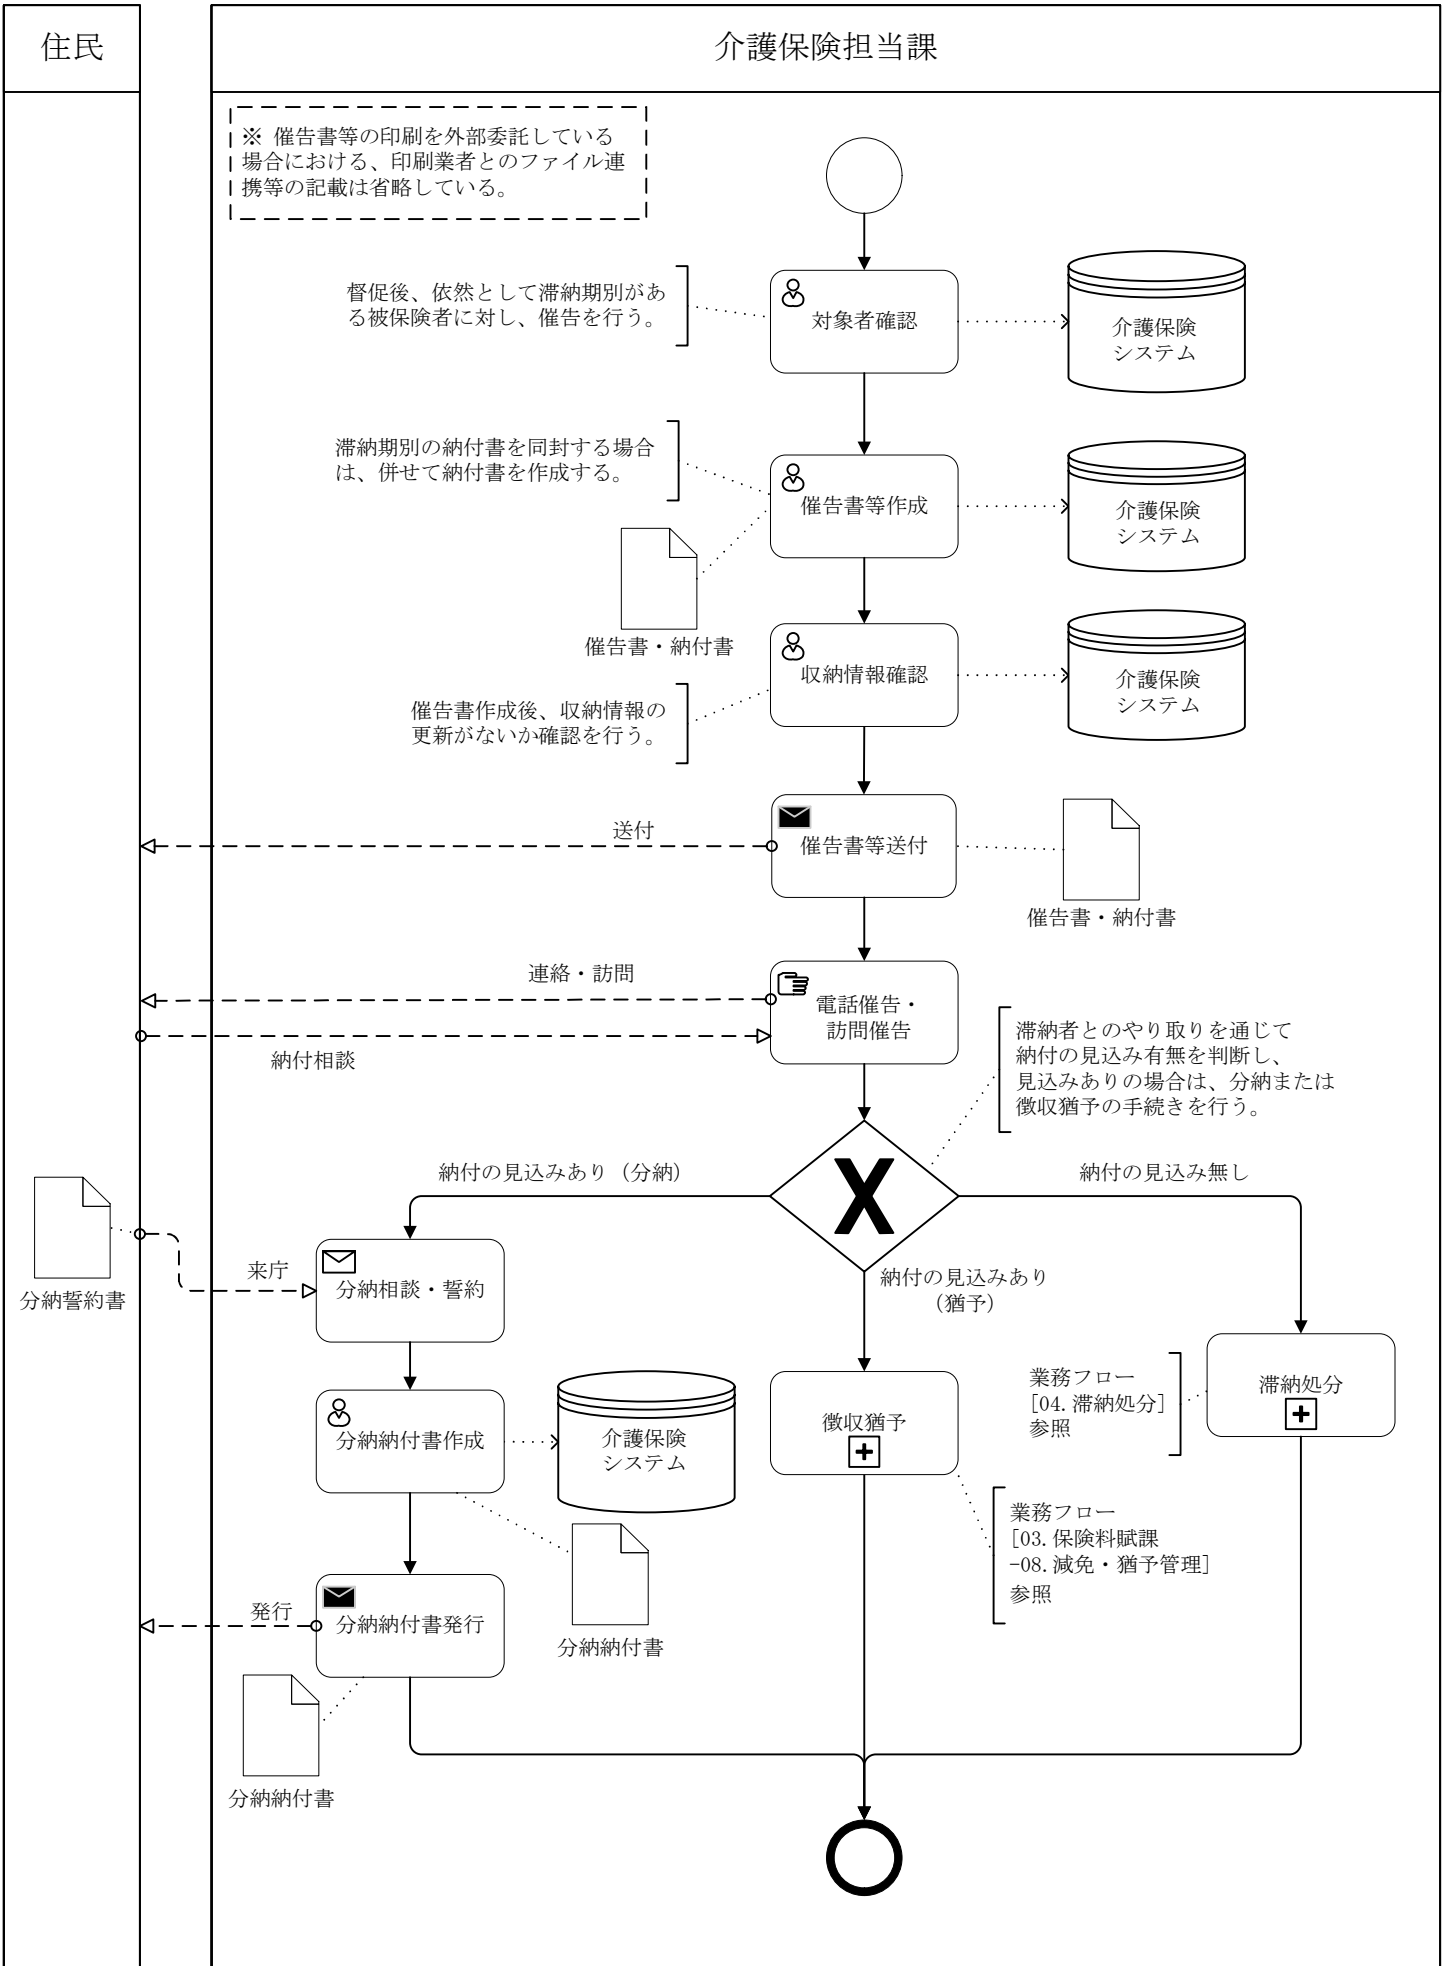 住民
介護保険担当課
※ 催告書等の印刷を外部委託している
場合における、印刷業者とのファイル連
携等の記載は省略している。
督促後、依然として滞納期別があ
る被保険者に対し、催告を行う。
対象者確認
介護保険
システム
滞納期別の納付書を同封する場合
は、併せて納付書を作成する。
催告書等作成
介護保険
システム
催告書・納付書
収納情報確認
介護保険
システム
催告書作成後、収納情報の
更新がないか確認を行う。
送付
催告書等送付
催告書・納付書
連絡・訪問
電話催告・
訪問催告
納付相談
滞納者とのやり取りを通じて
納付の見込み有無を判断し、
見込みありの場合は、分納または
徴収猶予の手続きを行う。
納付の見込みあり（分納）
納付の見込み無し
X
分納誓約書
来庁
分納相談・誓約
納付の見込みあり
（猶予）
業務フロー
[04.滞納処分]
参照
滞納処分
分納納付書作成
介護保険
システム
徴収猶予
業務フロー
[03.保険料賦課
-08.減免・猶予管理]
参照
発行
分納納付書発行
分納納付書
分納納付書